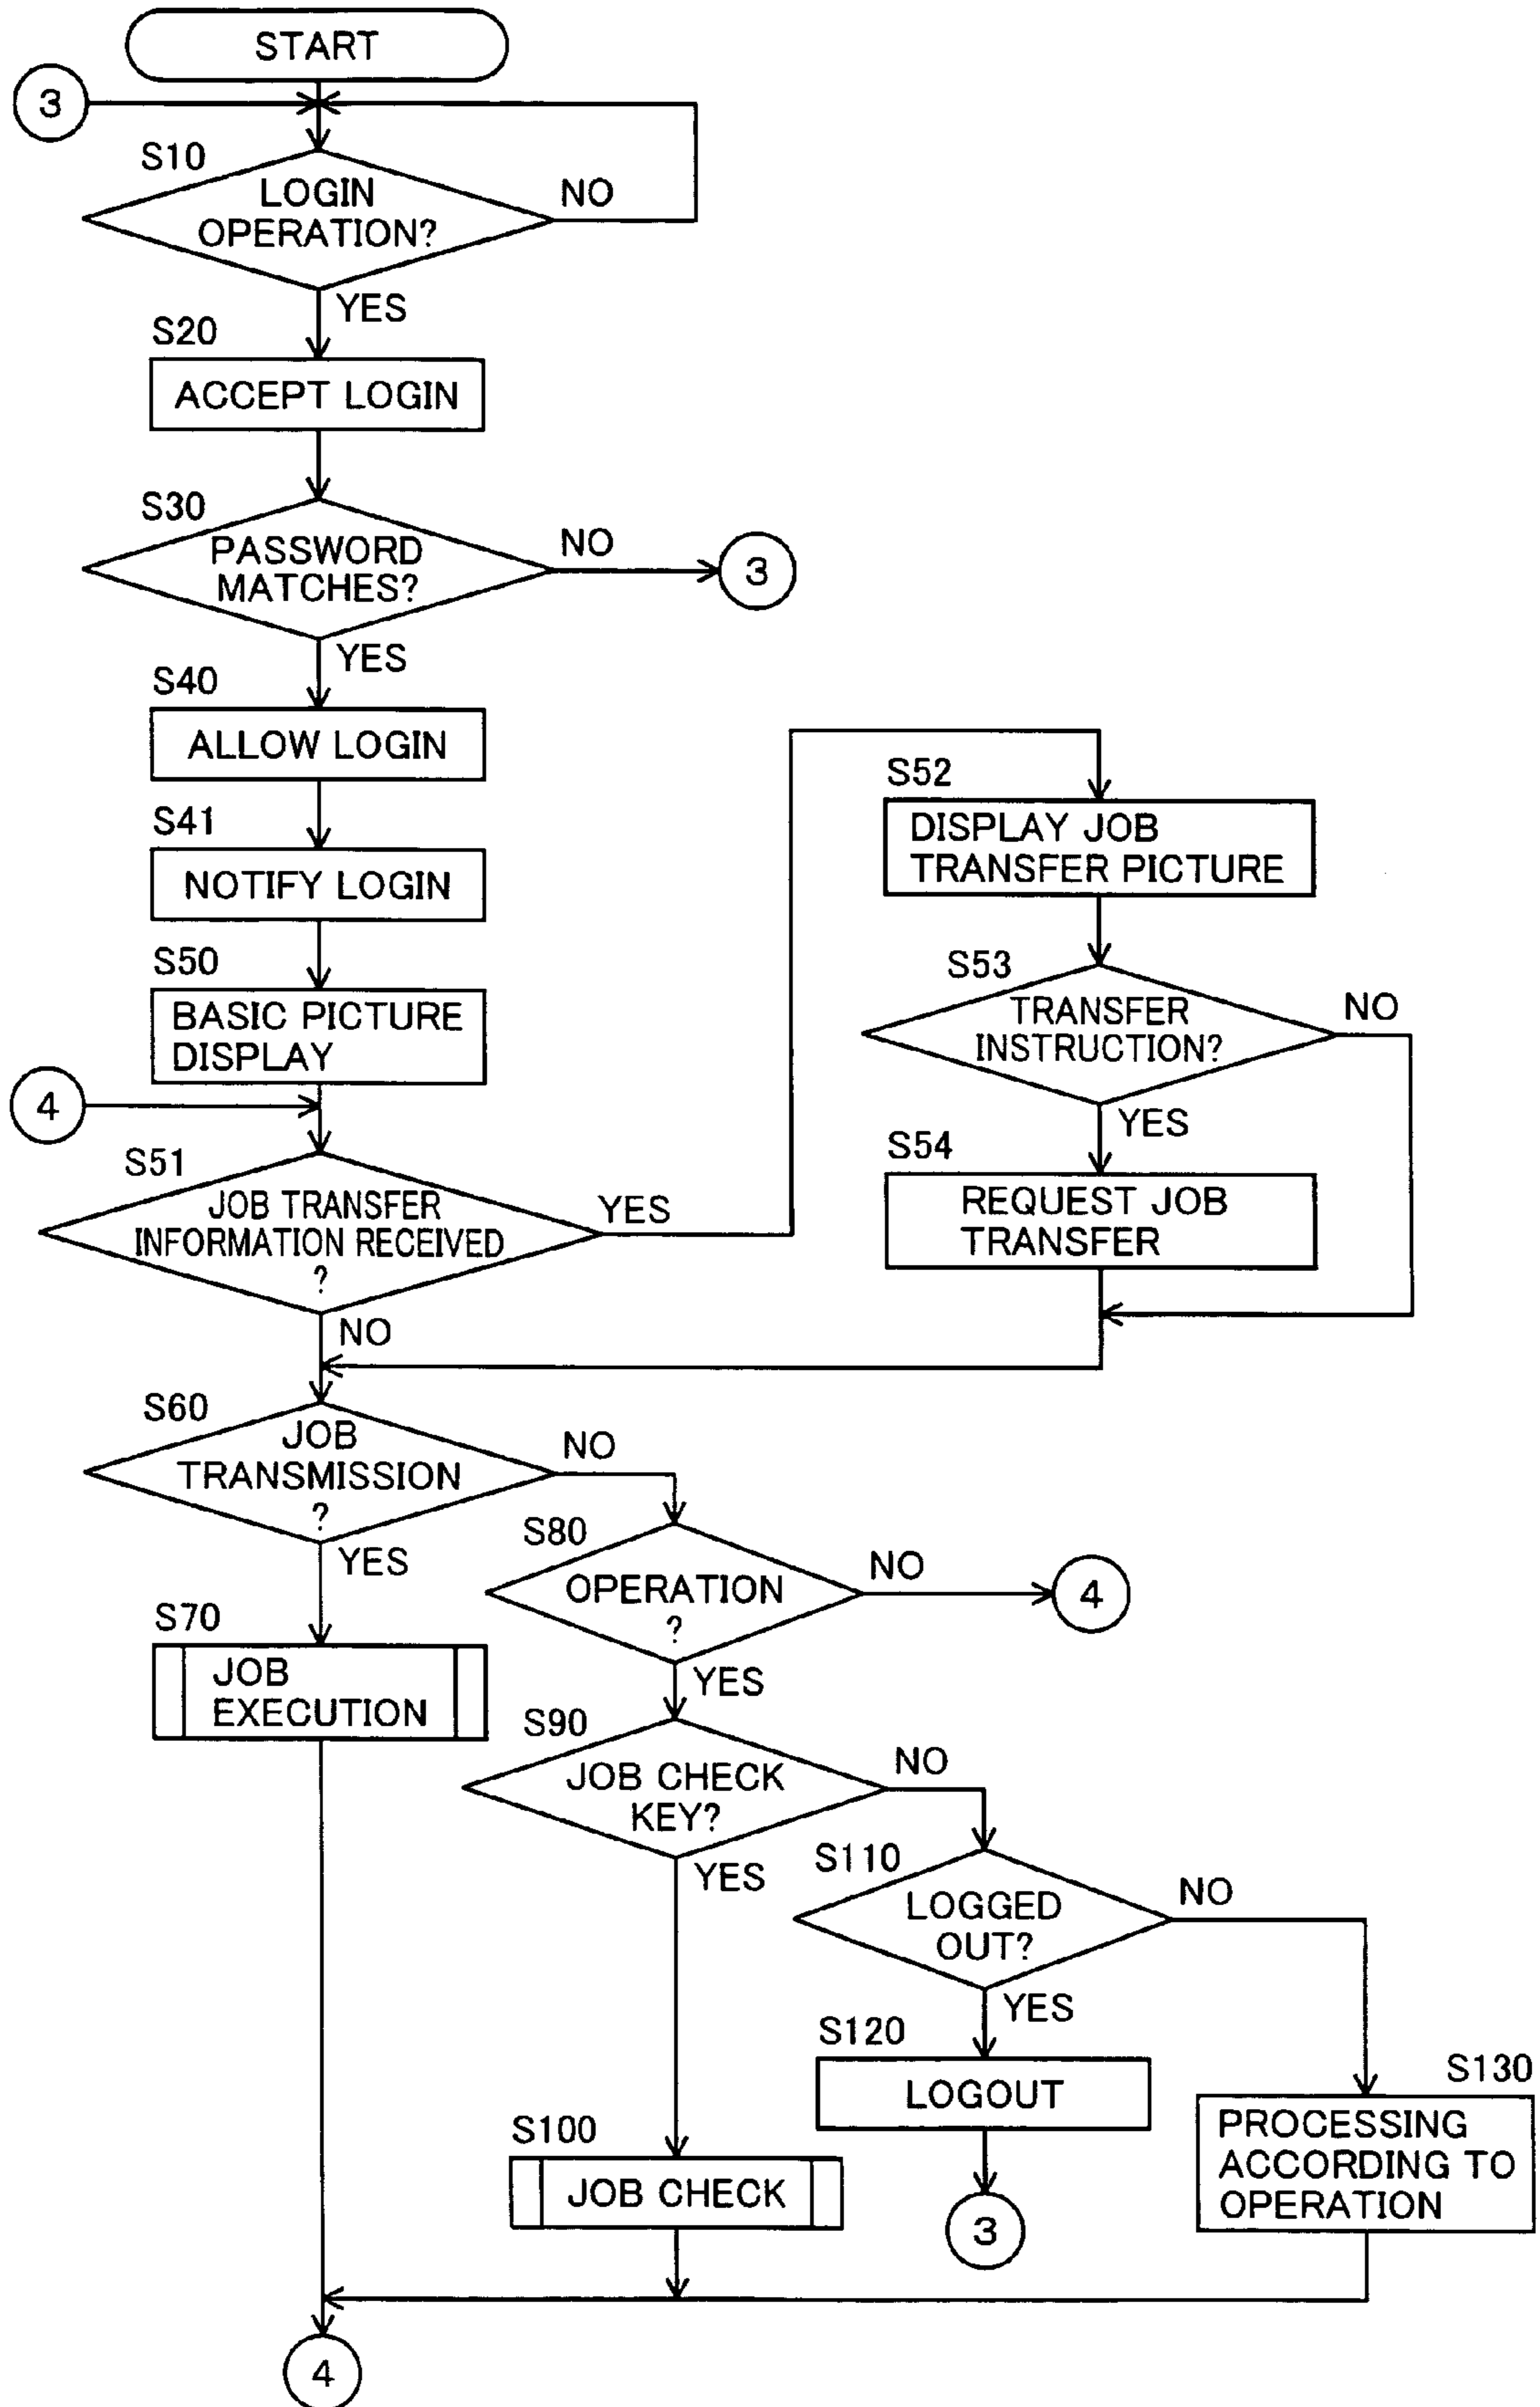 START
3
S10
LOGIN
OPERATION?
NO
YES
S20
ACCEPT LOGIN
S30
PASSWORD
MATCHES?
NO
3
YES
S40
ALLOW LOGIN
S41
NOTIFY LOGIN
S50
BASIC PICTURE
DISPLAY
4
S51
JOB TRANSFER
INFORMATION RECEIVED
?
YES
NO
S52
DISPLAY JOB
TRANSFER PICTURE
S53
TRANSFER
INSTRUCTION?
NO
YES
S54
REQUEST JOB
TRANSFER
S60
JOB
TRANSMISSION
?
NO
YES
S70
JOB
EXECUTION
S80
OPERATION
?
NO
4
YES
S90
JOB CHECK
KEY?
NO
YES
S100
JOB CHECK
S110
LOGGED
OUT?
NO
YES
S120
LOGOUT
3
S130
PROCESSING
ACCORDING TO
OPERATION
4